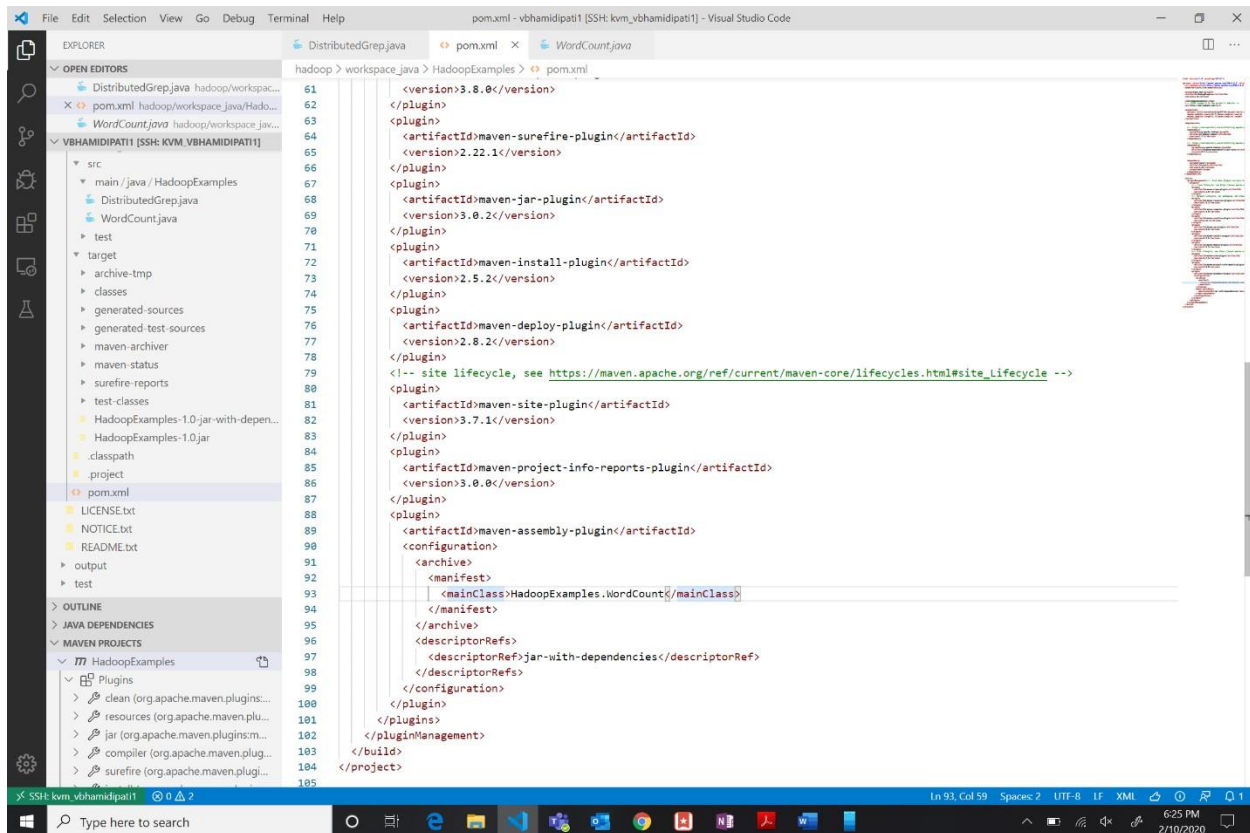 File Edit Selection View Go Debug Terminal Help
pom.xml - vbhamidipati1 [SSH: kvm_vbhamidipati1] - Visual Studio Code
EXPLORER
OPEN EDITORS
DistributedGrep.java hadoop/workspac...
pom.xml hadoop/workspace_java/Hado...
WordCount.java hadoop/workspace_jav...
VBHAMIDIPATI1 [SSH: KVM_VBHAMIDIPATI1]
src
main / java / HadoopExamples
DistributedGrep.java
WordCount.java
test
target
archive-tmp
classes
generated-sources
generated-test-sources
maven-archiver
maven-status
surefire-reports
test-classes
HadoopExamples-1.0-jar-with-depen...
HadoopExamples-1.0.jar
.classpath
.project
pom.xml
LICENSE.txt
NOTICE.txt
README.txt
output
test
OUTLINE
JAVA DEPENDENCIES
MAVEN PROJECTS
HadoopExamples
Plugins
clean (org.apache.maven.plugins:...
resources (org.apache.maven.plu...
jar (org.apache.maven.plugins:m...
compiler (org.apache.maven.plug...
surefire (org.apache.maven.plugi...
DistributedGrep.java pom.xml WordCount.java
hadoop > workspace_java > HadoopExamples > pom.xml
61 <version>3.8.0</version>
62 </plugin>
63 <plugin>
64 <artifactId>maven-surefire-plugin</artifactId>
65 <version>2.22.1</version>
66 </plugin>
67 <plugin>
68 <artifactId>maven-jar-plugin</artifactId>
69 <version>3.0.2</version>
70 </plugin>
71 <plugin>
72 <artifactId>maven-install-plugin</artifactId>
73 <version>2.5.2</version>
74 </plugin>
75 <plugin>
76 <artifactId>maven-deploy-plugin</artifactId>
77 <version>2.8.2</version>
78 </plugin>
79 <!-- site lifecycle, see https://maven.apache.org/ref/current/maven-core/lifecycles.html#site_Lifecycle -->
80 <plugin>
81 <artifactId>maven-site-plugin</artifactId>
82 <version>3.7.1</version>
83 </plugin>
84 <plugin>
85 <artifactId>maven-project-info-reports-plugin</artifactId>
86 <version>3.0.0</version>
87 </plugin>
88 <plugin>
89 <artifactId>maven-assembly-plugin</artifactId>
90 <configuration>
91 <archive>
92 <manifest>
93 <mainClass>HadoopExamples.WordCount</mainClass>
94 </manifest>
95 </archive>
96 <descriptorRefs>
97 <descriptorRef>jar-with-dependencies</descriptorRef>
98 </descriptorRefs>
99 </configuration>
100 </plugin>
101 </plugins>
102 </pluginManagement>
103 </build>
104 </project>
105
SSH: kvm_vbhamidipati1 0 2
Ln 93, Col 59 Spaces: 2 UTF-8 LF XML 1
Type here to search
6:25 PM
2/10/2020